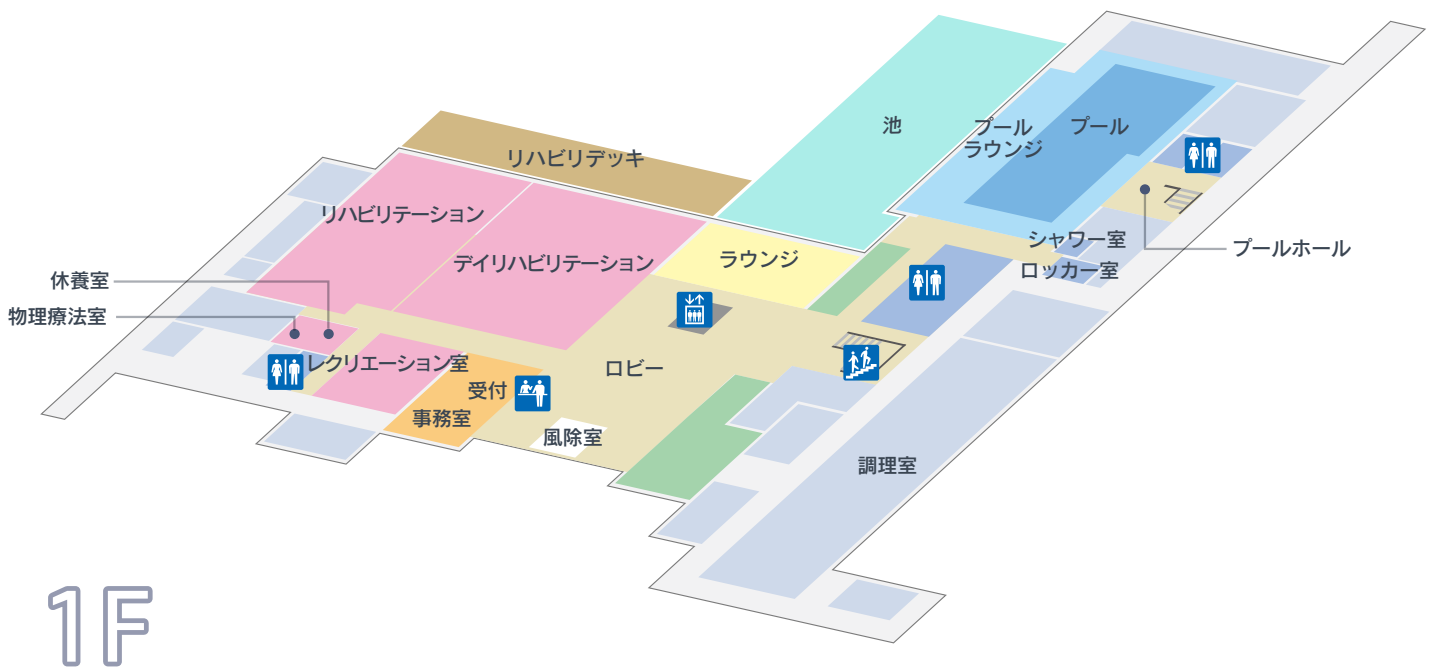 池
プール
ラウンジ
プール
リハビリデッキ
リハビリテーション
デイリハビリテーション
ラウンジ
シャワー室
ロッカー室
プールホール
休養室
物理療法室
レクリエーション室
ロビー
受付
事務室
風除室
調理室
1F